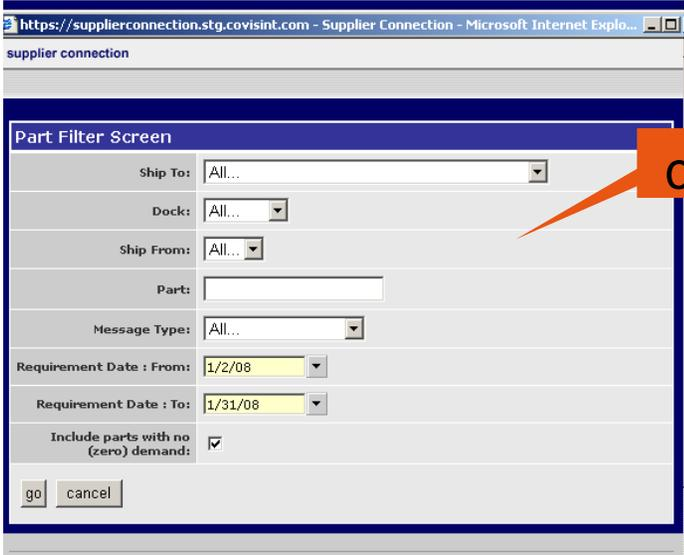 https://supplierconnection.stg.covisint.com - Supplier Connection - Microsoft Internet Explo...
supplier connection
Part Filter Screen
Ship To: All...
Dock: All...
Ship From: All...
Part:
Message Type: All...
Requirement Date : From: 1/2/08
Requirement Date : To: 1/31/08
Include parts with no
(zero) demand:
go cancel